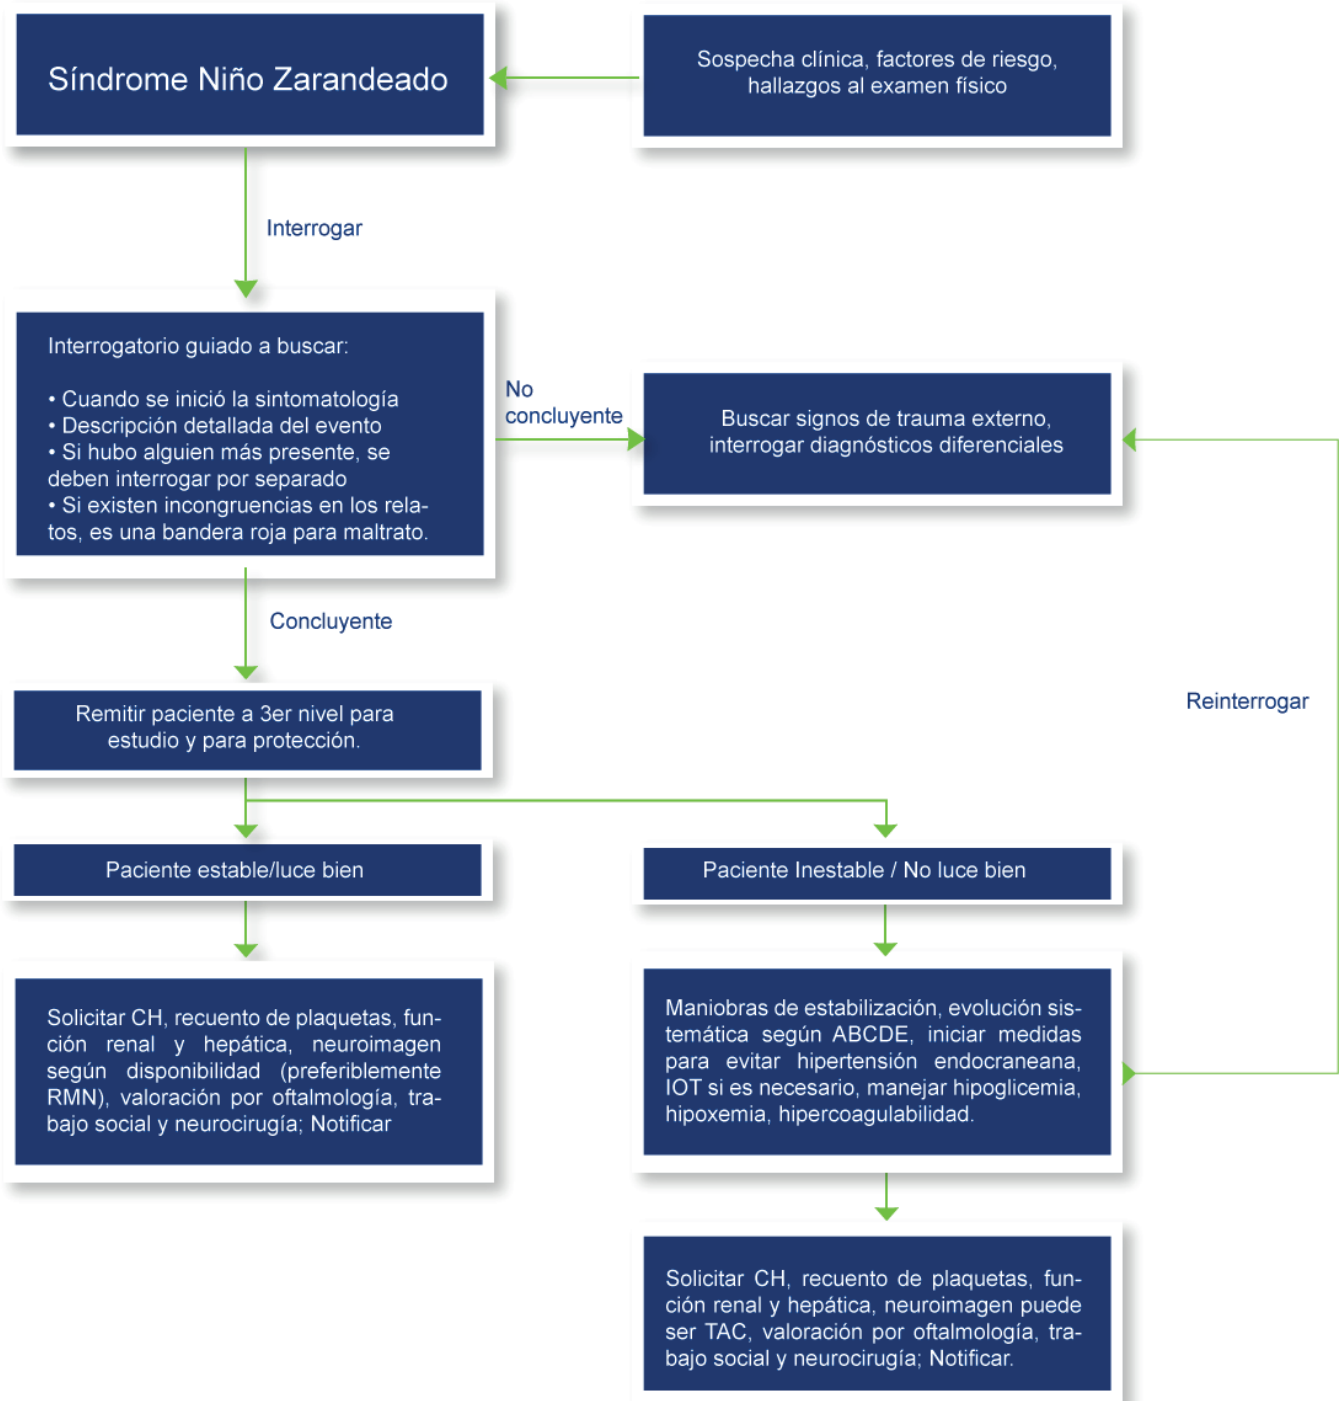 Síndrome Niño Zarandeado
Sospecha clínica, factores de riesgo,
hallazgos al examen físico
Interrogar
Interrogatorio guiado a buscar:
• Cuando se inició la sintomatología
• Descripción detallada del evento
• Si hubo alguien más presente, se
deben interrogar por separado
• Si existen incongruencias en los rela-
tos, es una bandera roja para maltrato.
No
concluyente
Buscar signos de trauma externo,
interrogar diagnósticos diferenciales
Concluyente
Reinterrogar
Remitir paciente a 3er nivel para
estudio y para protección.
Paciente estable/luce bien
Paciente Inestable / No luce bien
Solicitar CH, recuento de plaquetas, fun-
ción renal y hepática, neuroimagen
según disponibilidad (preferiblemente
RMN), valoración por oftalmología, tra-
bajo social y neurocirugía; Notificar
Maniobras de estabilización, evolución sis-
temática según ABCDE, iniciar medidas
para evitar hipertensión endocraneana,
IOT si es necesario, manejar hipoglicemia,
hipoxemia, hipercoagulabilidad.
Solicitar CH, recuento de plaquetas, fun-
ción renal y hepática, neuroimagen puede
ser TAC, valoración por oftalmología, tra-
bajo social y neurocirugía; Notificar.